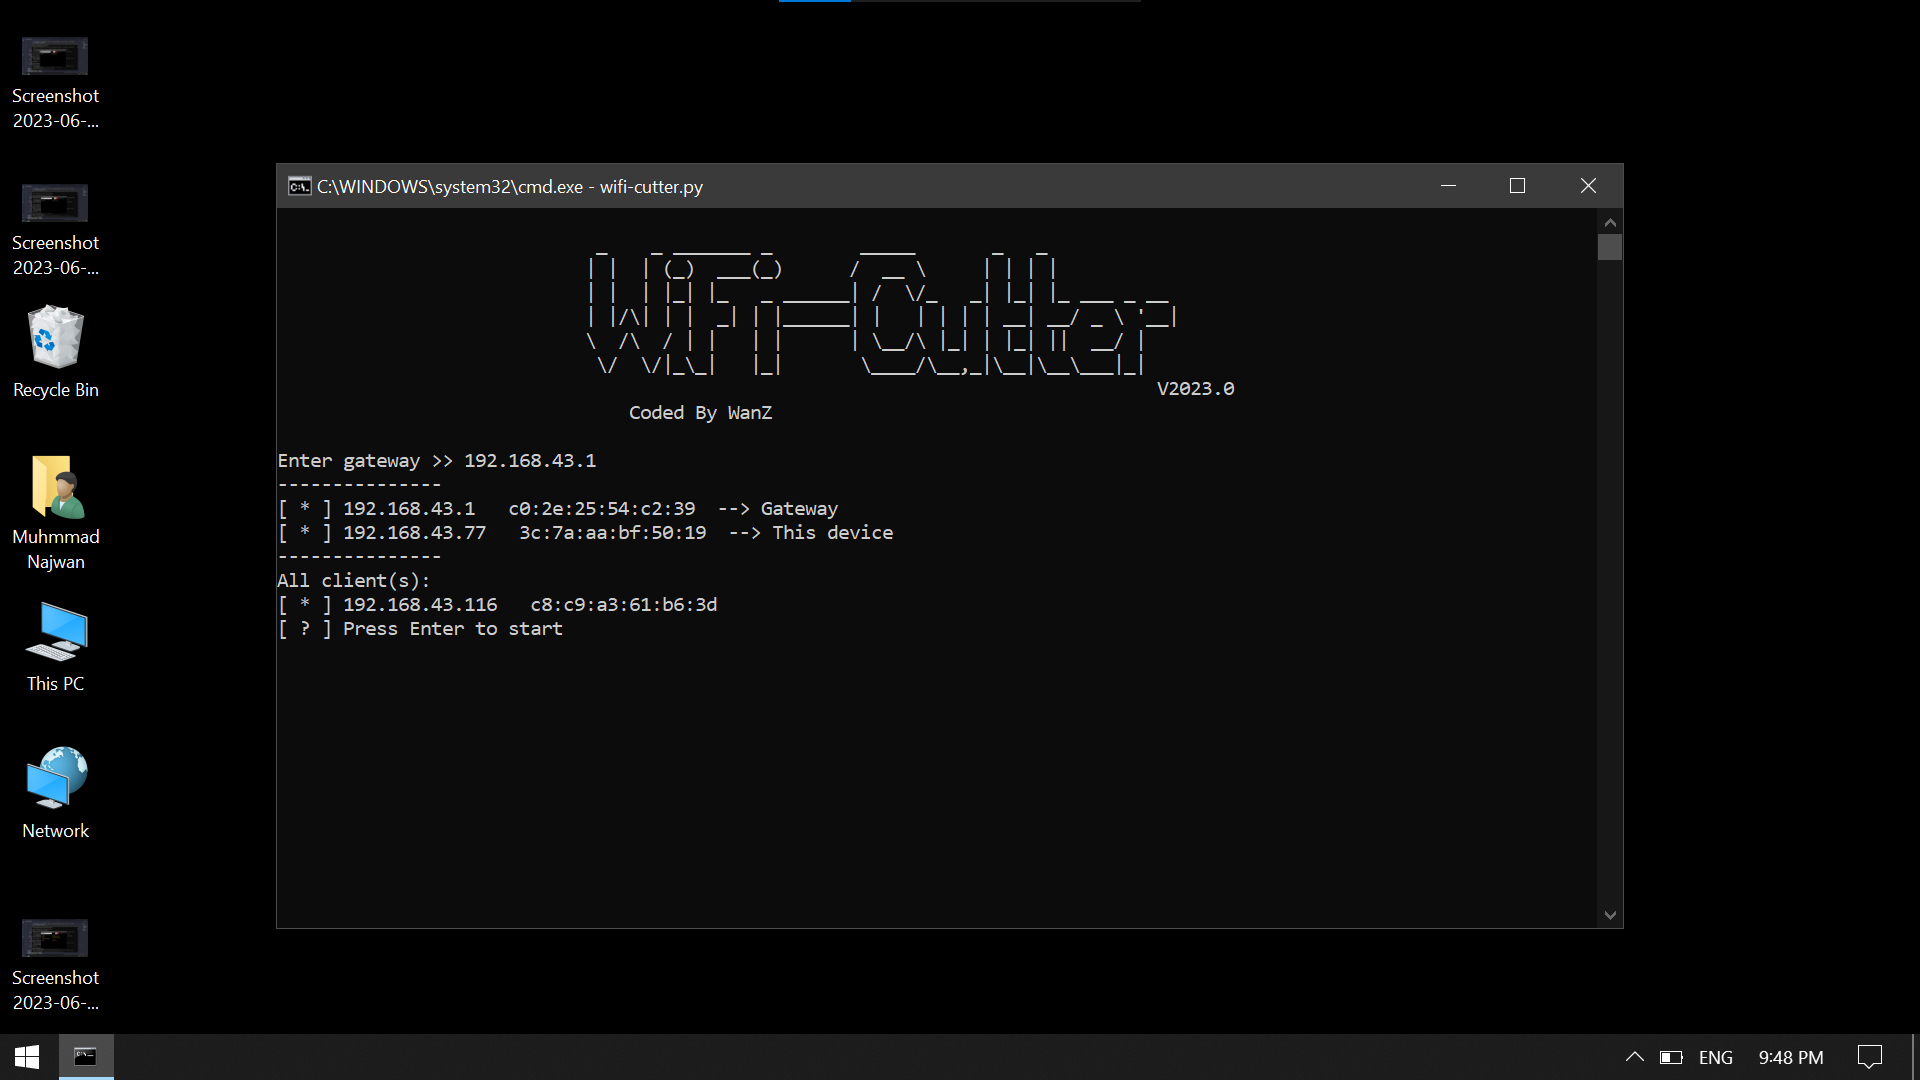 Screenshot
2023-06-...
Screenshot
2023-06-...
Recycle Bin
Muhmmad
Najwan
This PC
Network
Screenshot
2023-06-...
C:\WINDOWS\system32\cmd.exe - wifi-cutter.py
WiFi-Cutter
V2023.0
Coded By WanZ
Enter gateway >> 192.168.43.1
---------------
[ * ] 192.168.43.1   c0:2e:25:54:c2:39  --> Gateway
[ * ] 192.168.43.77   3c:7a:aa:bf:50:19  --> This device
---------------
All client(s):
[ * ] 192.168.43.116   c8:c9:a3:61:b6:3d
[ ? ] Press Enter to start
ENG
9:48 PM